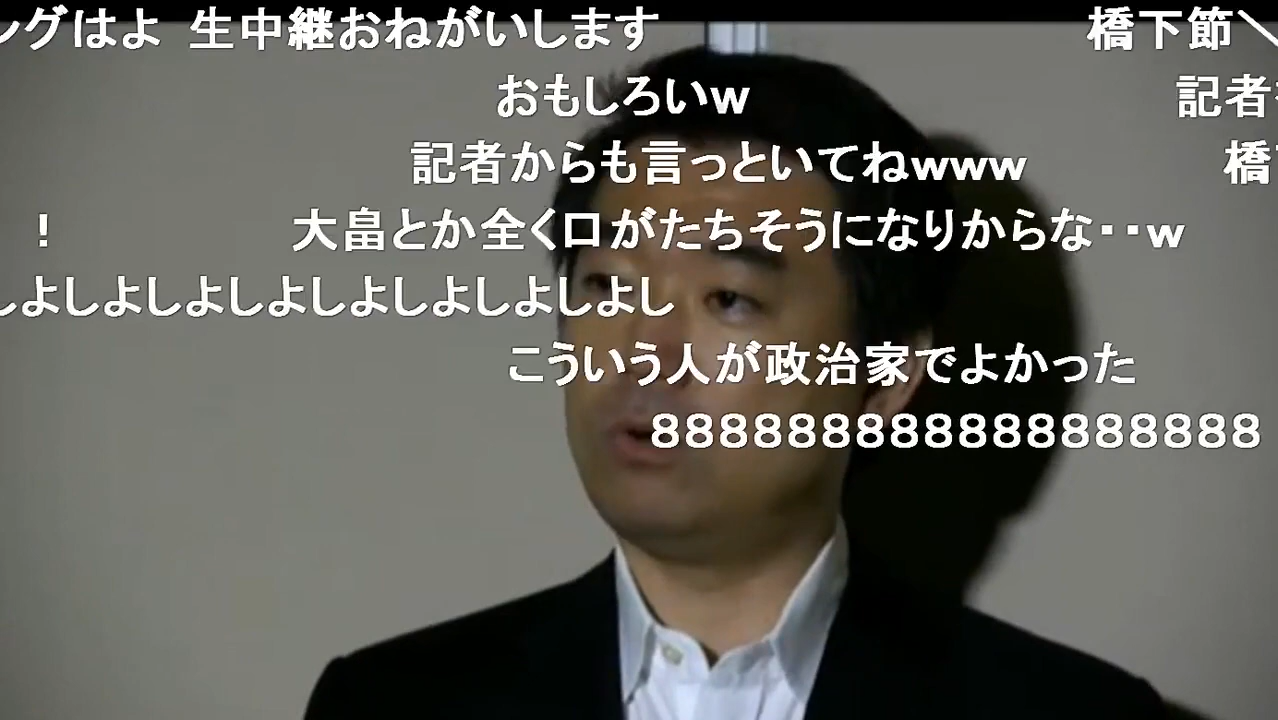 ングはよ 生中継おねがいします 橋下節＼
おもしろいw 記者
記者からも言っといてねwww 橋下
！ 大畠とか全く口がたちそうになりからな・・w
しよしよしよしよしよしよしよしよし
こういう人が政治家でよかった
888888888888888888